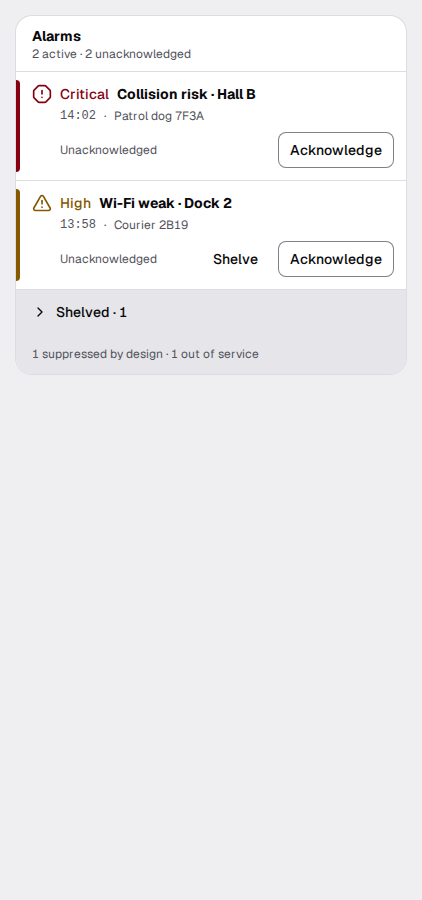 Alarms
2 active · 2 unacknowledged
Critical Collision risk · Hall B
14:02 · Patrol dog 7F3A
Unacknowledged Acknowledge
High Wi-Fi weak · Dock 2
13:58 · Courier 2B19
Unacknowledged Shelve Acknowledge
Shelved · 1
1 suppressed by design · 1 out of service